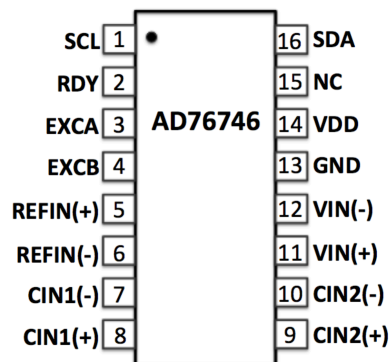 SCL 1 16 SDA
RDY 2 15 NC
EXCA 3 AD76746 14 VDD
EXCB 4 13 GND
REFIN(+) 5 12 VIN(-)
REFIN(-) 6 11 VIN(+)
CIN1(-) 7 10 CIN2(-)
CIN1(+) 8 9 CIN2(+)